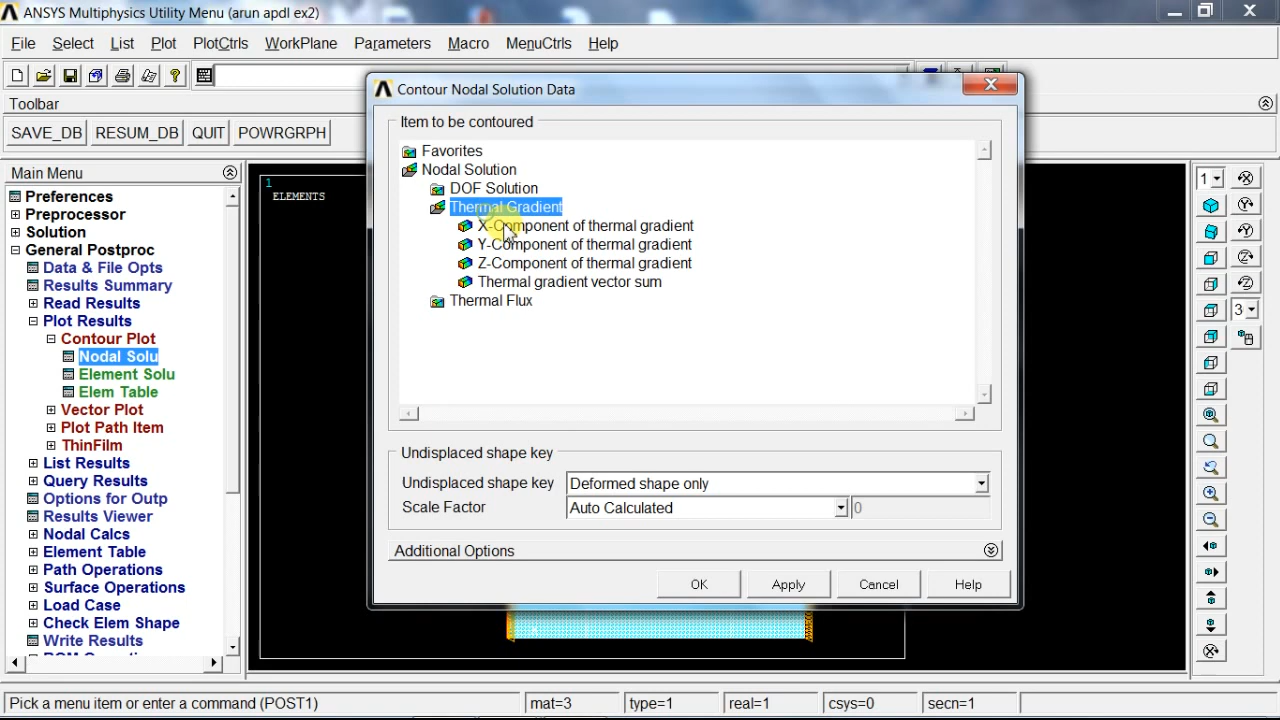 ANSYS Multiphysics Utility Menu (arun apdl ex2)
File Select List Plot PlotCtrls WorkPlane Parameters Macro MenuCtrls Help
Toolbar
SAVE_DB RESUM_DB QUIT POWRGRPH
Main Menu
Preferences
Preprocessor
Solution
General Postproc
Data & File Opts
Results Summary
Read Results
Plot Results
Contour Plot
Nodal Solu
Element Solu
Elem Table
Vector Plot
Plot Path Item
ThinFilm
List Results
Query Results
Options for Outp
Results Viewer
Nodal Calcs
Element Table
Path Operations
Surface Operations
Load Case
Check Elem Shape
Write Results
1
ELEMENTS
Contour Nodal Solution Data
Item to be contoured
Favorites
Nodal Solution
DOF Solution
Thermal Gradient
X-Component of thermal gradient
Y-Component of thermal gradient
Z-Component of thermal gradient
Thermal gradient vector sum
Thermal Flux
Undisplaced shape key
Undisplaced shape key Deformed shape only
Scale Factor Auto Calculated 0
Additional Options
OK Apply Cancel Help
1
3
Pick a menu item or enter a command (POST1) mat=3 type=1 real=1 csys=0 secn=1